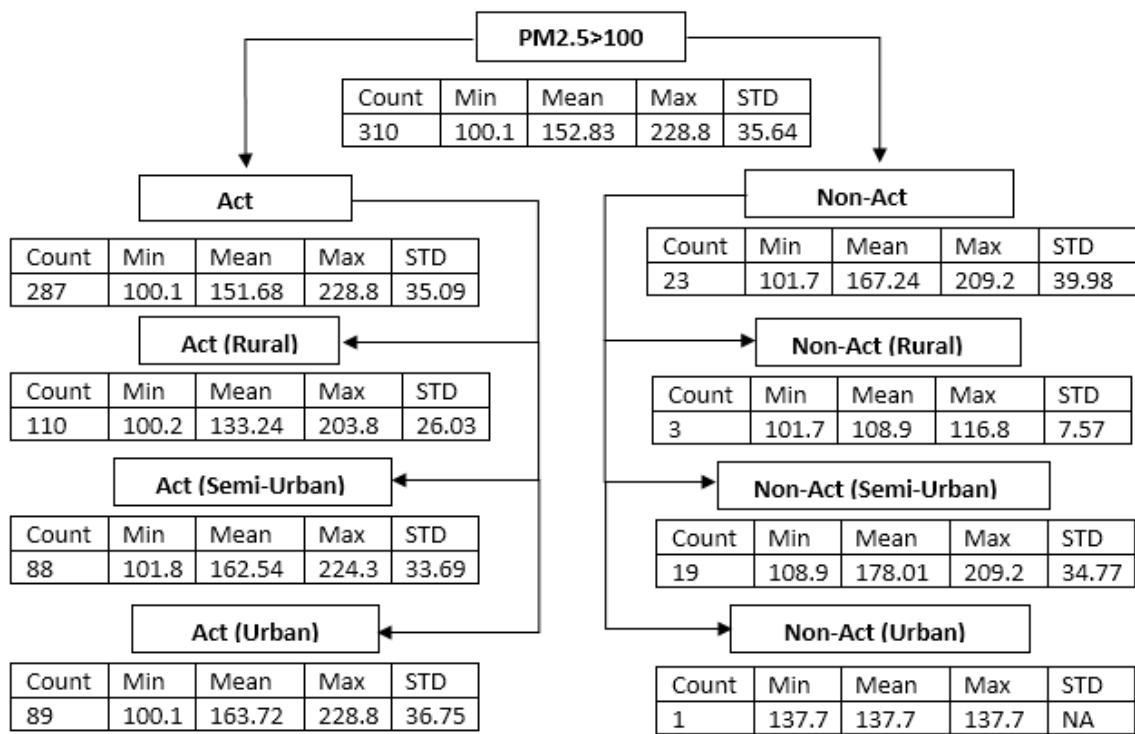 PM2.5>100
Count Min Mean Max STD
310 100.1 152.83 228.8 35.64
Act
Count Min Mean Max STD
287 100.1 151.68 228.8 35.09
Act (Rural)
Count Min Mean Max STD
110 100.2 133.24 203.8 26.03
Act (Semi-Urban)
Count Min Mean Max STD
88 101.8 162.54 224.3 33.69
Act (Urban)
Count Min Mean Max STD
89 100.1 163.72 228.8 36.75
Non-Act
Count Min Mean Max STD
23 101.7 167.24 209.2 39.98
Non-Act (Rural)
Count Min Mean Max STD
3 101.7 108.9 116.8 7.57
Non-Act (Semi-Urban)
Count Min Mean Max STD
19 108.9 178.01 209.2 34.77
Non-Act (Urban)
Count Min Mean Max STD
1 137.7 137.7 137.7 NA